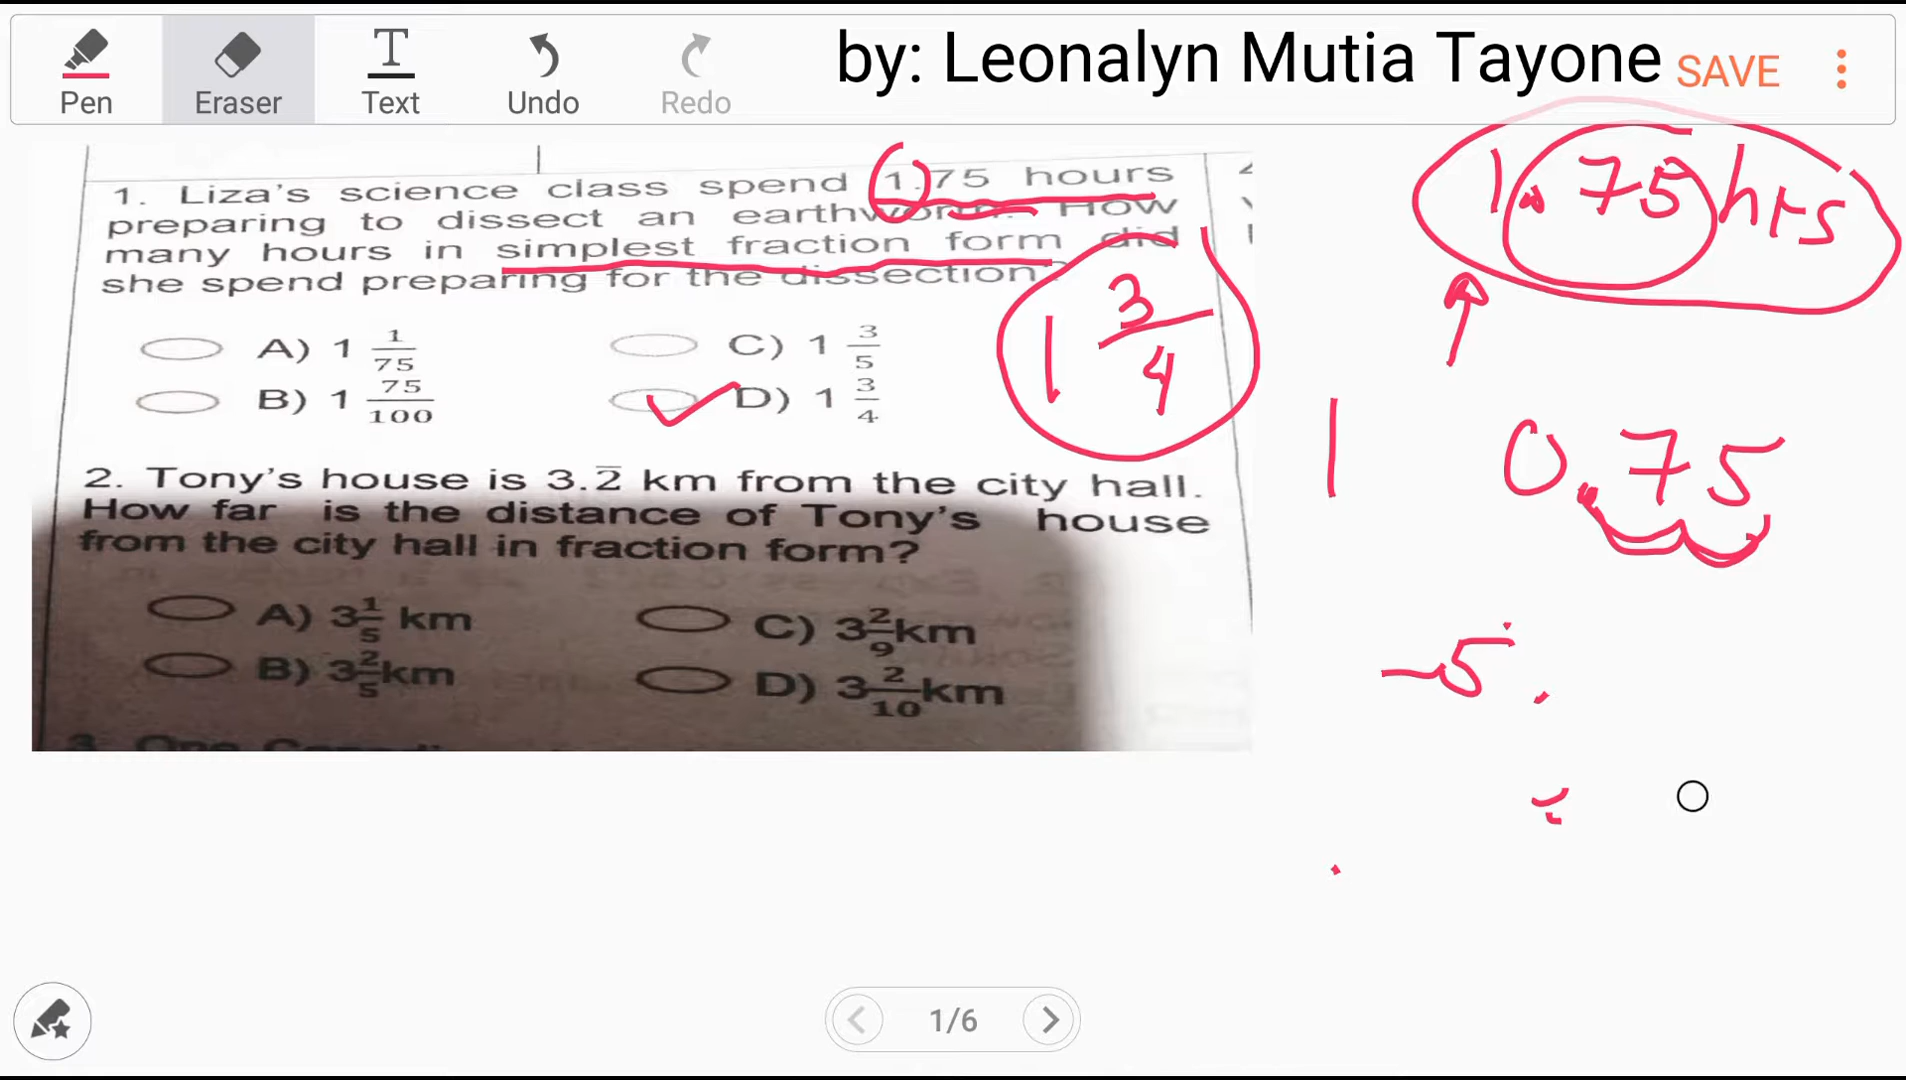 Pen
Eraser
Text
Undo
Redo
by: Leonalyn Mutia Tayone
SAVE
1. Liza's science class spend 1.75 hours
preparing to dissect an earthworm. How
many hours in simplest fraction form did
she spend preparing for the dissection?
A) 1 1/75
C) 1 3/5
B) 1 75/100
D) 1 3/4
1 3/4
1.75 hrs
1 0.75
-5
2. Tony's house is 3.2̅ km from the city hall.
How far is the distance of Tony's house
from the city hall in fraction form?
A) 3 1/5 km
C) 3 2/9 km
B) 3 2/5 km
D) 3 2/10 km
1/6